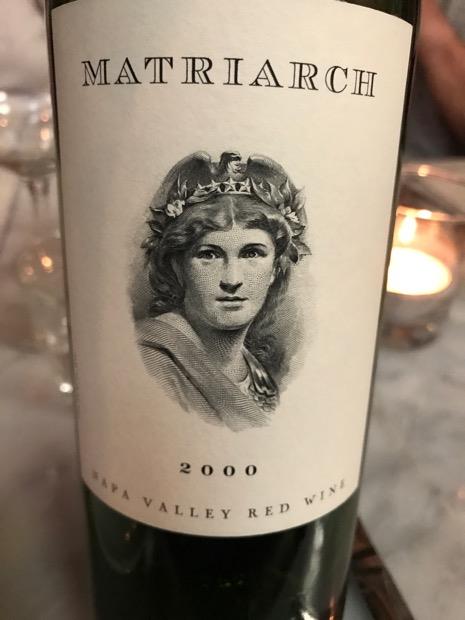 MATRIARCH
2000
NAPA VALLEY RED WINE